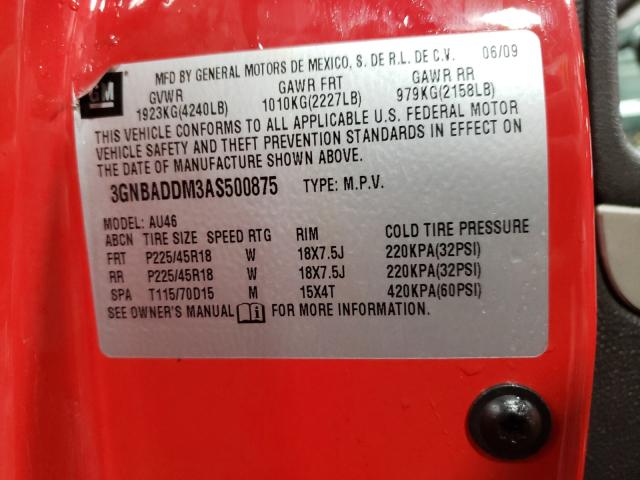 MFD BY GENERAL MOTORS DE MEXICO, S. DE R.L. DE C.V. 06/09
GM
GVWR GAWR FRT GAWR RR
1923KG(4240LB) 1010KG(2227LB) 979KG(2158LB)
THIS VEHICLE CONFORMS TO ALL APPLICABLE U.S. FEDERAL MOTOR
VEHICLE SAFETY AND THEFT PREVENTION STANDARDS IN EFFECT ON
THE DATE OF MANUFACTURE SHOWN ABOVE.
3GNBADDM3AS500875 TYPE: M.P.V.
MODEL: AU46
ABCN TIRE SIZE SPEED RTG RIM COLD TIRE PRESSURE
FRT P225/45R18 W 18X7.5J 220KPA(32PSI)
RR P225/45R18 W 18X7.5J 220KPA(32PSI)
SPA T115/70D15 M 15X4T 420KPA(60PSI)
SEE OWNER'S MANUAL FOR MORE INFORMATION